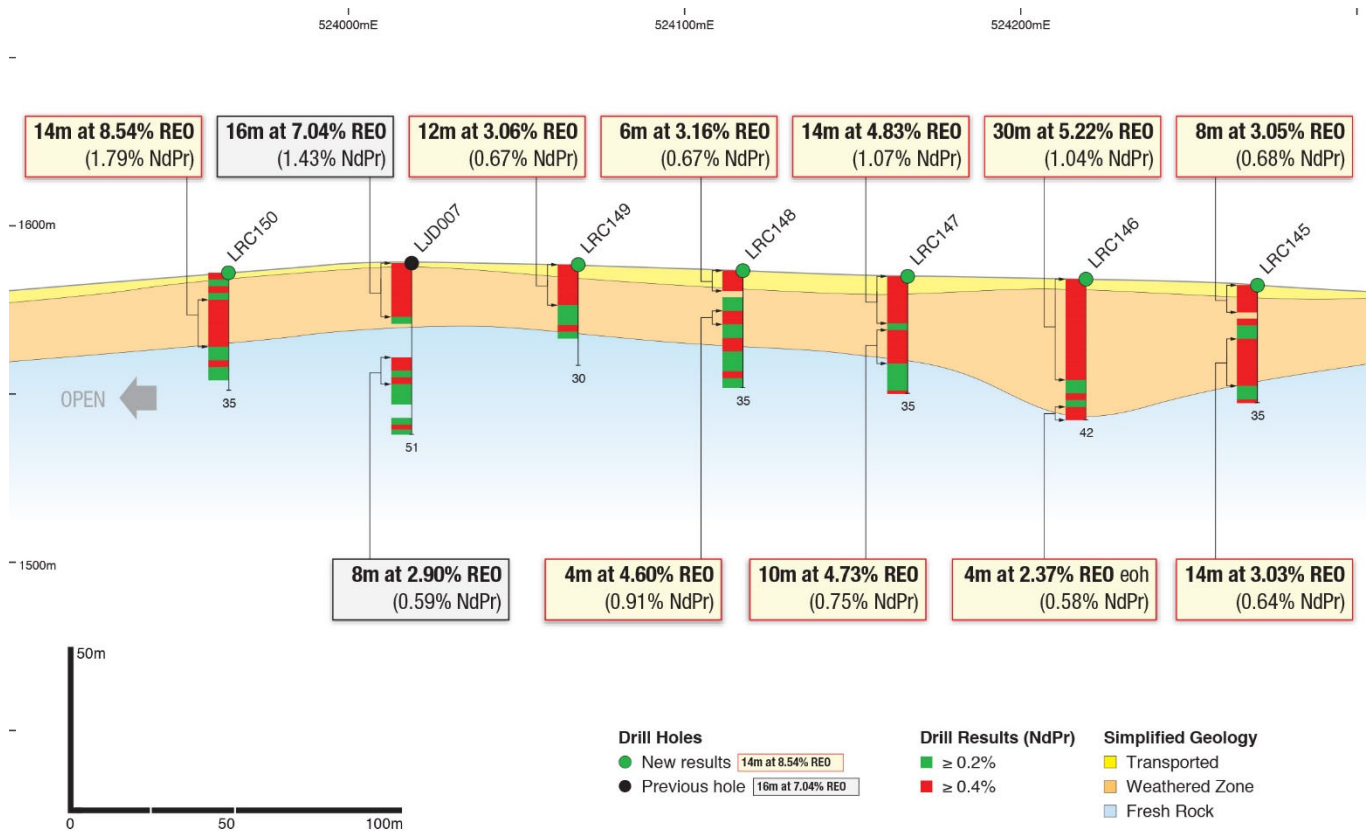 524000mE
524100mE
524200mE
14m at 8.54% REO
(1.79% NdPr)
16m at 7.04% REO
(1.43% NdPr)
12m at 3.06% REO
(0.67% NdPr)
6m at 3.16% REO
(0.67% NdPr)
14m at 4.83% REO
(1.07% NdPr)
30m at 5.22% REO
(1.04% NdPr)
8m at 3.05% REO
(0.68% NdPr)
1600m
LRC150
LJD007
LRC149
LRC148
LRC147
LRC146
LRC145
OPEN
35
51
30
35
35
42
35
1500m
8m at 2.90% REO
(0.59% NdPr)
4m at 4.60% REO
(0.91% NdPr)
10m at 4.73% REO
(0.75% NdPr)
4m at 2.37% REO eoh
(0.58% NdPr)
14m at 3.03% REO
(0.64% NdPr)
50m
0
50
100m
Drill Holes
New results 14m at 8.54% REO
Previous hole 16m at 7.04% REO
Drill Results (NdPr)
≥ 0.2%
≥ 0.4%
Simplified Geology
Transported
Weathered Zone
Fresh Rock